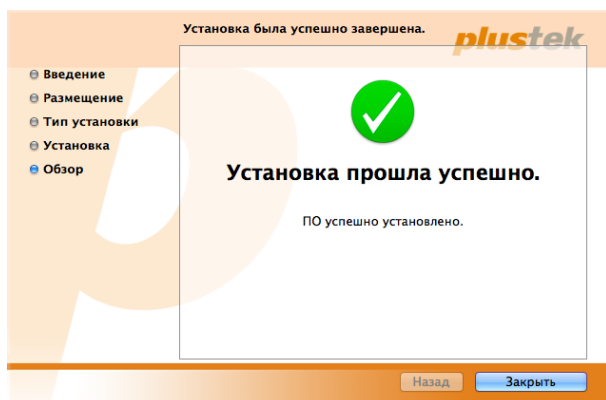 Установка была успешно завершена.
plustek
Введение
Размещение
Тип установки
Установка
Обзор
Установка прошла успешно.
ПО успешно установлено.
Назад
Закрыть